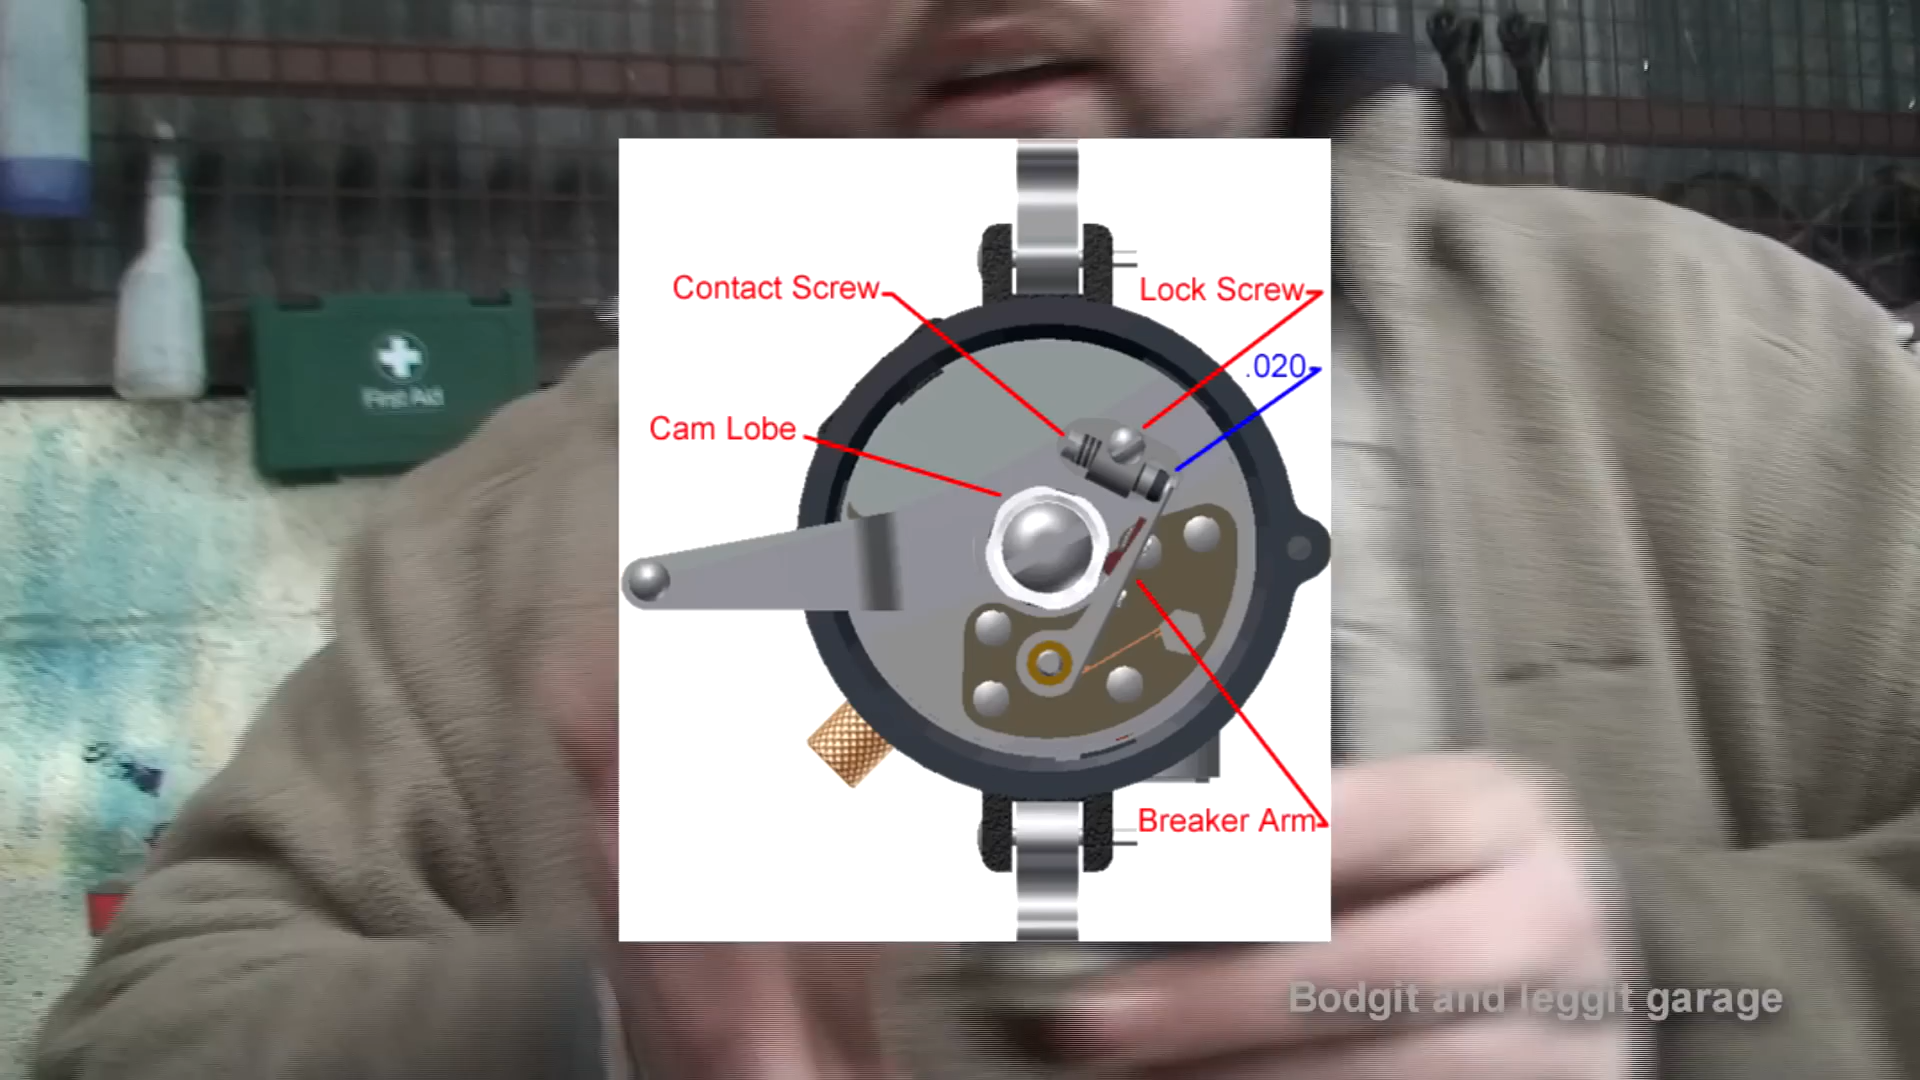 Contact Screw
Lock Screw
.020
Cam Lobe
First Aid
Breaker Arm
Bodgit and leggit garage